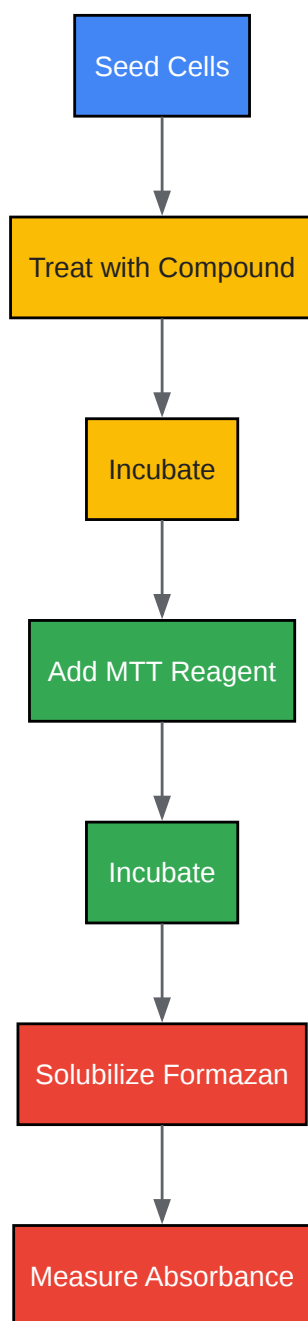 Seed Cells
Treat with Compound
Incubate
Add MTT Reagent
Incubate
Solubilize Formazan
Measure Absorbance